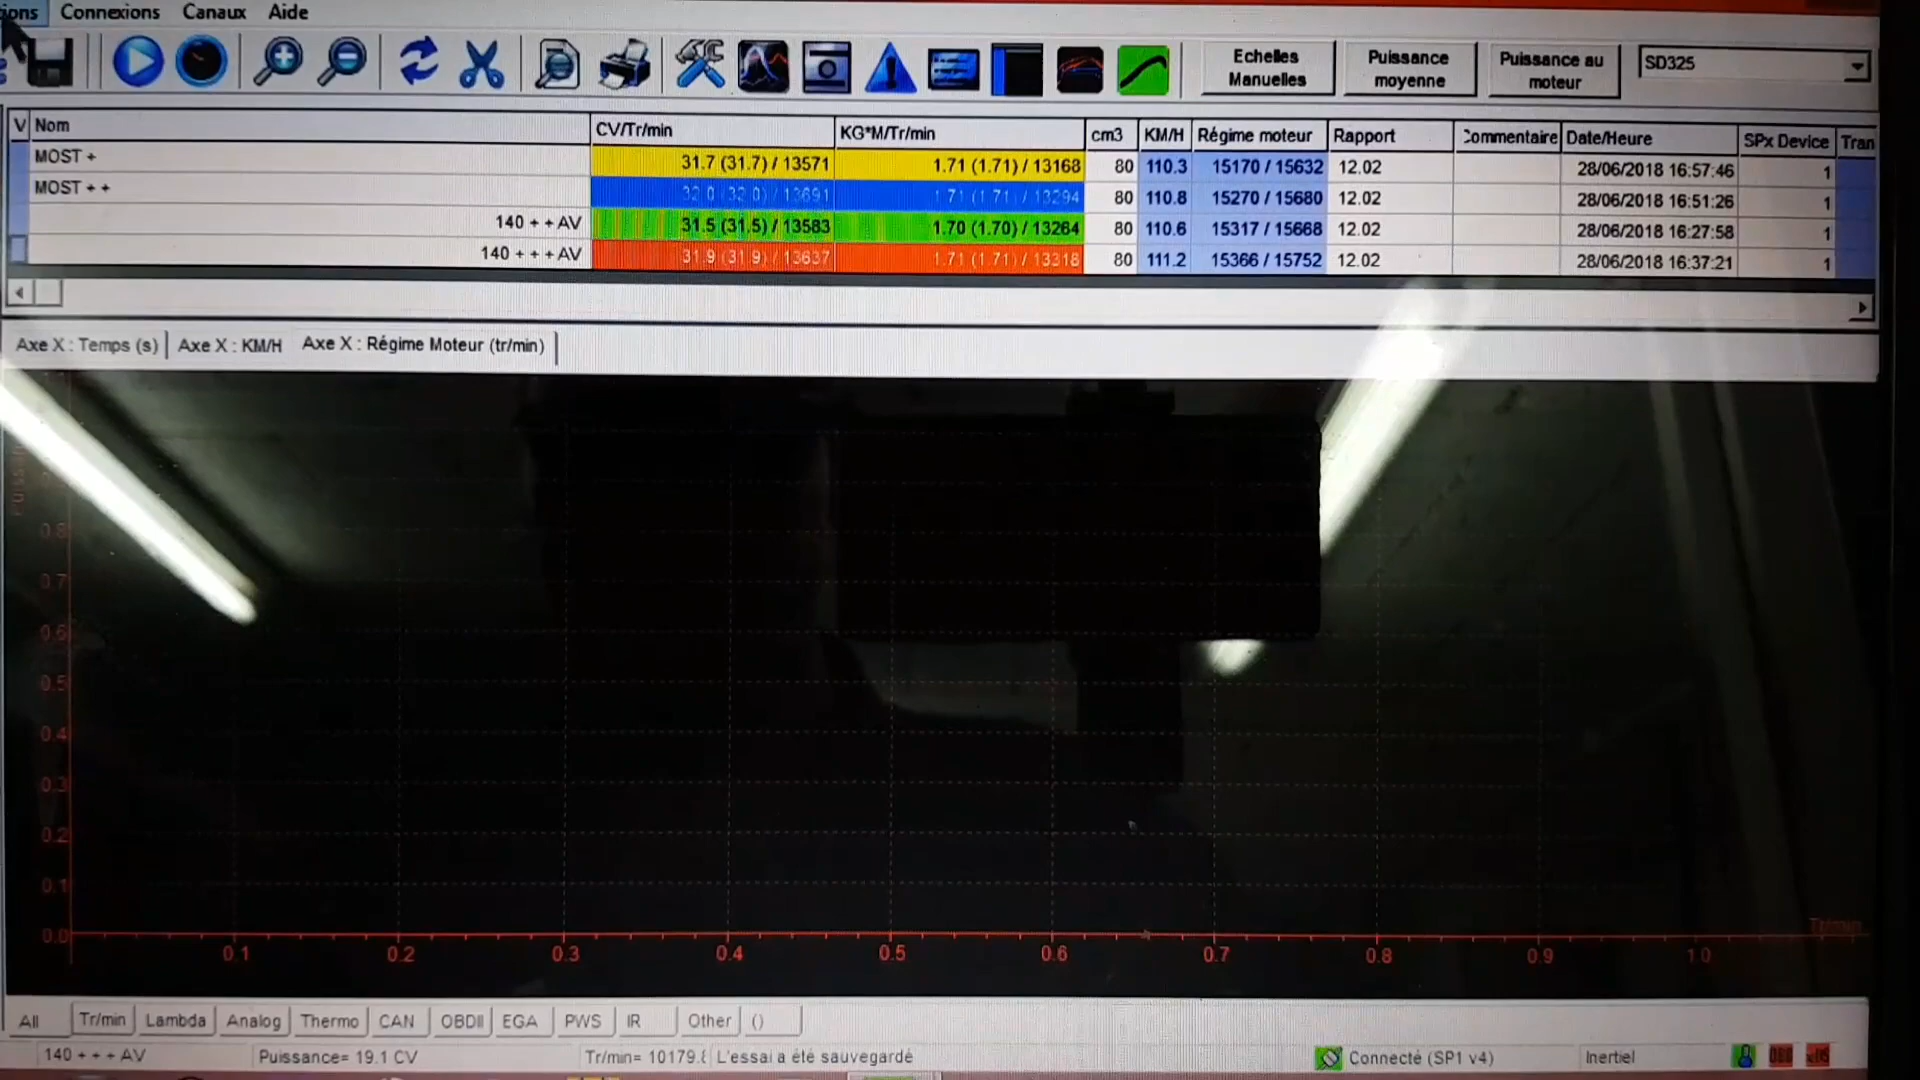 ions Connexions Canaux Aide
Echelles Manuelles
Puissance moyenne
Puissance au moteur
SD325
V Nom CV/Tr/min KG*M/Tr/min cm3 KM/H Régime moteur Rapport Commentaire Date/Heure SPx Device Tran
MOST + 31.7 (31.7) / 13571 1.71 (1.71) / 13168 80 110.3 15170 / 15632 12.02 28/06/2018 16:57:46 1
MOST + + 32.0 (32.0) / 13691 1.71 (1.71) / 13294 80 110.8 15270 / 15680 12.02 28/06/2018 16:51:26 1
140 + + AV 31.5 (31.5) / 13583 1.70 (1.70) / 13264 80 110.6 15317 / 15668 12.02 28/06/2018 16:27:58 1
140 + + + AV 31.9 (31.9) / 13637 1.71 (1.71) / 13318 80 111.2 15366 / 15752 12.02 28/06/2018 16:37:21 1
Axe X : Temps (s) Axe X : KM/H Axe X : Régime Moteur (tr/min)
0.8
0.7
0.6
0.5
0.4
0.3
0.2
0.1
0.0
0.1 0.2 0.3 0.4 0.5 0.6 0.7 0.8 0.9 1.0
Tr/min
All Tr/min Lambda Analog Thermo CAN OBDII EGA PWS IR Other ()
140 + + + AV Puissance= 19.1 CV Tr/min= 10179.8 L'essai a été sauvegardé Connecté (SP1 v4) Inertiel